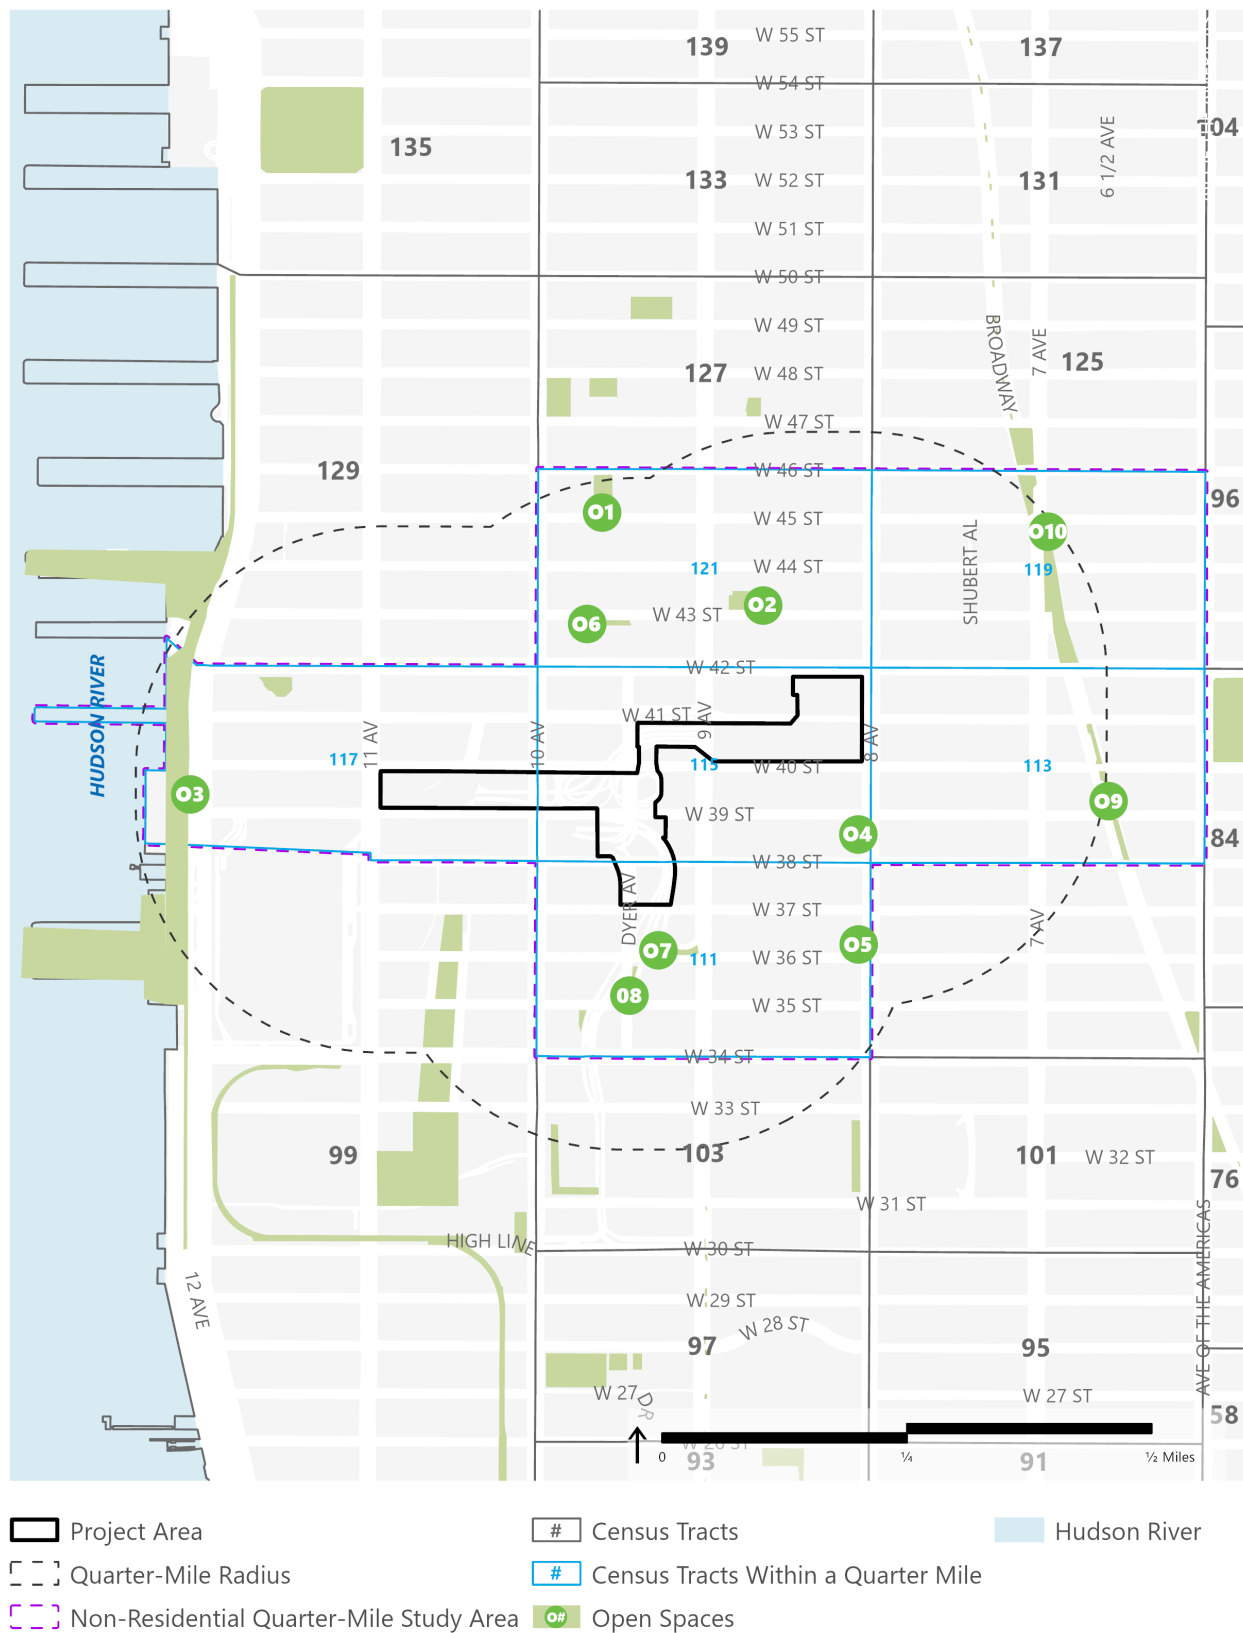 139
W 55 ST
137
W 54 ST
104
W 53 ST
6 1/2 AVE
135
133
W 52 ST
131
W 51 ST
W 50 ST
W 49 ST
BROADWAY
7 AVE
125
127
W 48 ST
W 47 ST
129
W 46 ST
96
O1
W 45 ST
SHUBERT AL
O10
121
W 44 ST
119
O2
O6
W 43 ST
W 42 ST
HUDSON RIVER
W 41 ST
9 AV
11 AV
10 AV
8 AV
117
115
W 40 ST
113
O3
O9
W 39 ST
O4
84
W 38 ST
DYER AV
W 37 ST
7 AV
O7
O5
111
W 36 ST
08
W 35 ST
W 34 ST
W 33 ST
99
103
101
W 32 ST
76
W 31 ST
HIGH LINE
W 30 ST
AVE OF THE AMERICAS
12 AVE
W 29 ST
W 28 ST
97
95
W 27
DR
W 27 ST
58
W 26 ST
93
91
0
¼
½ Miles
Project Area
# Census Tracts
Hudson River
Quarter-Mile Radius
# Census Tracts Within a Quarter Mile
Non-Residential Quarter-Mile Study Area
O# Open Spaces